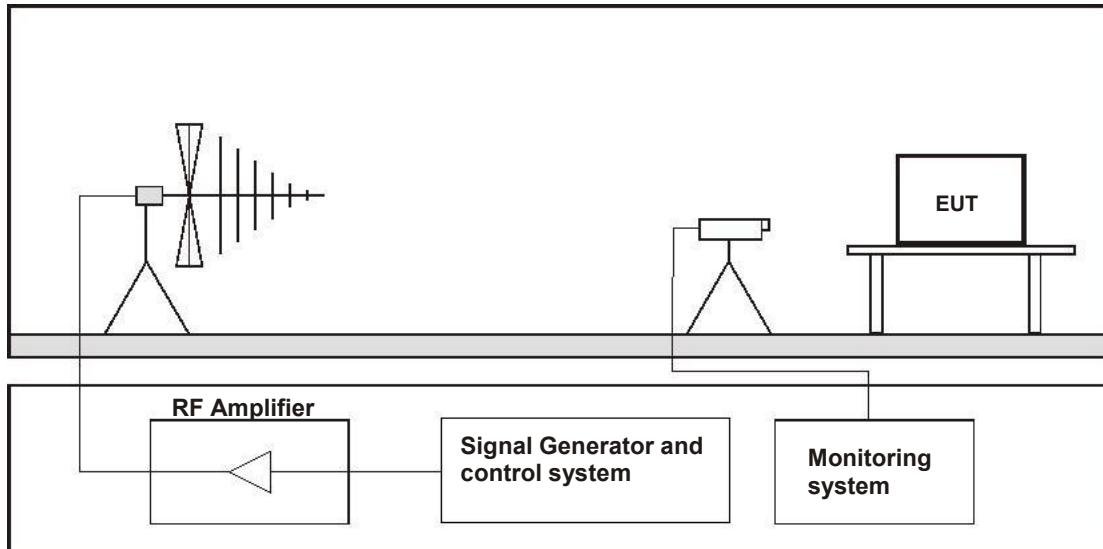 EUT
RF Amplifier
Signal Generator and
control system
Monitoring
system